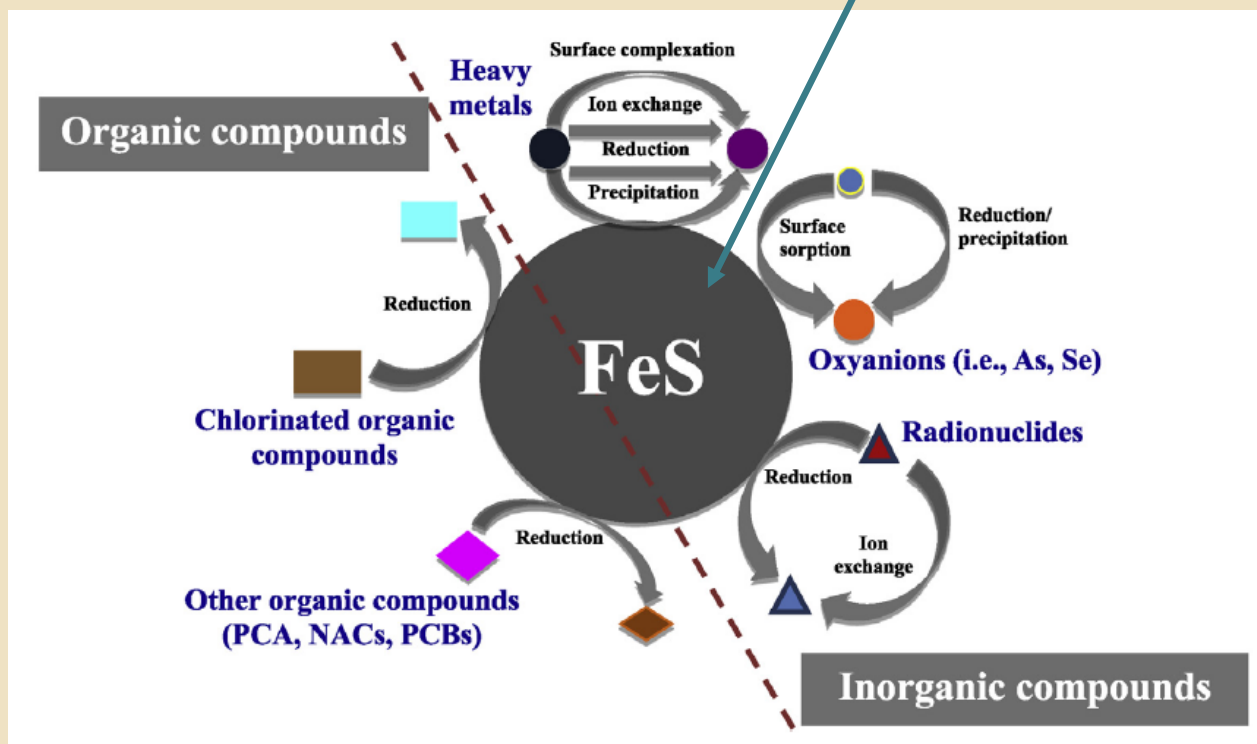 Organic compounds
Heavy
metals
Surface complexation
Ion exchange
Reduction
Precipitation
Surface
sorption
Reduction/
precipitation
Oxyanions (i.e., As, Se)
Reduction
Chlorinated organic
compounds
FeS
Radionuclides
Reduction
Ion
exchange
Reduction
Other organic compounds
(PCA, NACs, PCBs)
Inorganic compounds